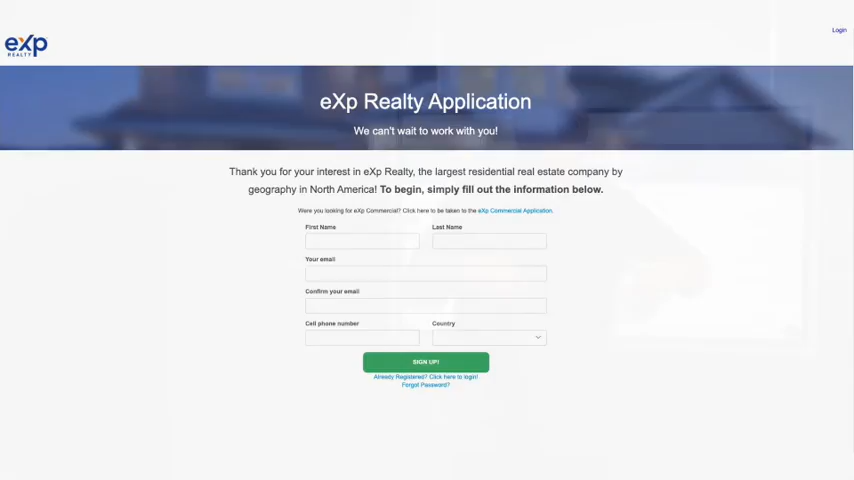 Login
eXp
REALTY
eXp Realty Application
We can't wait to work with you!
Thank you for your interest in eXp Realty, the largest residential real estate company by
geography in North America! To begin, simply fill out the information below.
Were you looking for eXp Commercial? Click here to be taken to the eXp Commercial Application.
First Name
Last Name
Your email
Confirm your email
Cell phone number
Country
SIGN UP!
Already Registered? Click here to login!
Forgot Password?